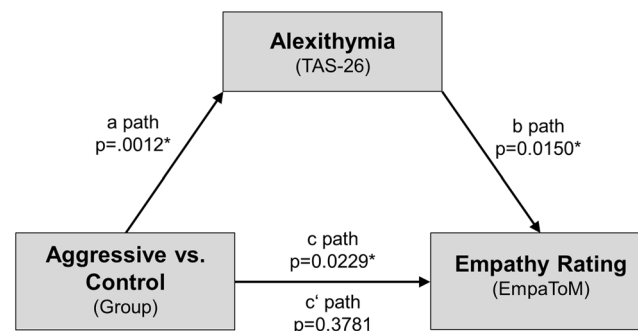 Alexithymia
(TAS-26)
a path
p=.0012*
b path
p=0.0150*
Aggressive vs.
Control
(Group)
c path
p=0.0229*
c‘ path
p=0.3781
Empathy Rating
(EmpaToM)